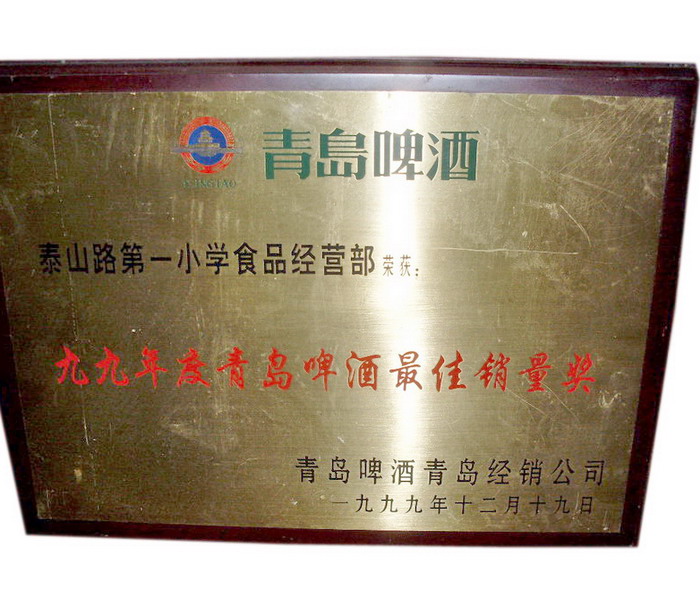 青岛啤酒
TSINGTAO
泰山路第一小学食品经营部 荣获：
九九年度青岛啤酒最佳销量奖
青岛啤酒青岛经销公司
一九九九年十二月十九日